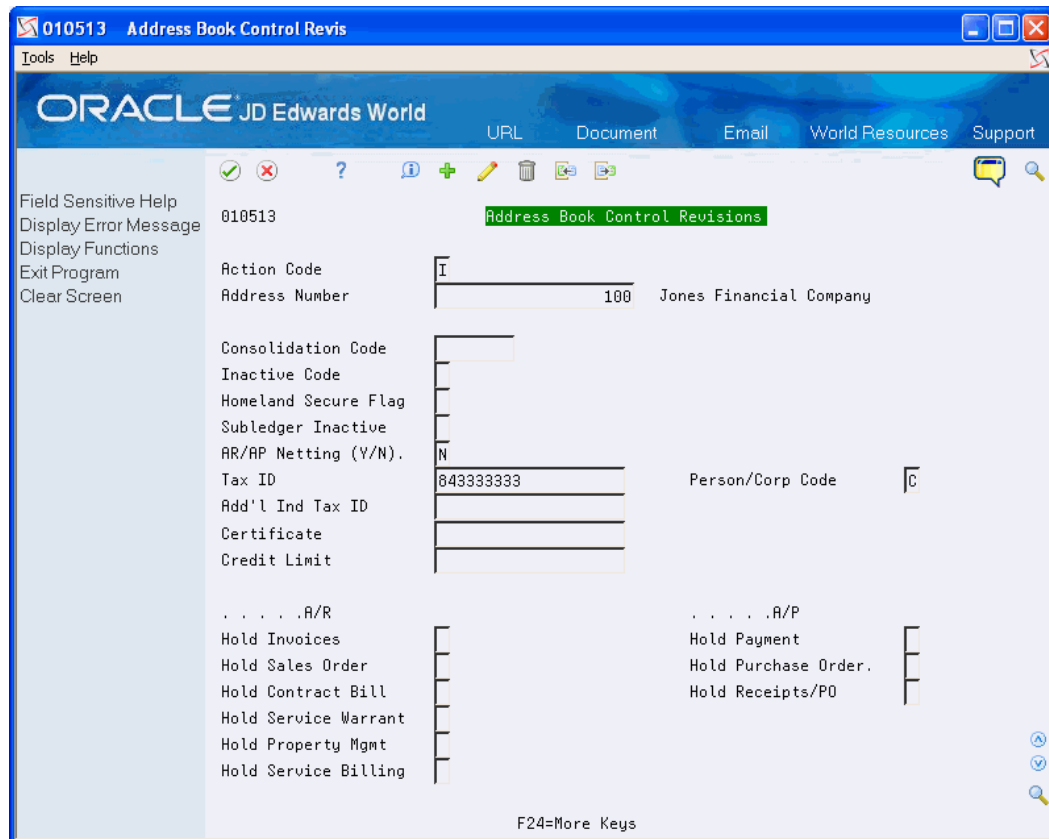 010513 Address Book Control Revis
Tools Help
ORACLE JD Edwards World
URL Document Email World Resources Support
Field Sensitive Help
Display Error Message
Display Functions
Exit Program
Clear Screen
010513 Address Book Control Revisions
Action Code I
Address Number 100 Jones Financial Company
Consolidation Code
Inactive Code
Homeland Secure Flag
Subledger Inactive
AR/AP Netting (Y/N). N
Tax ID 843333333 Person/Corp Code C
Add'l Ind Tax ID
Certificate
Credit Limit
. . . . .A/R . . . . .A/P
Hold Invoices Hold Payment
Hold Sales Order Hold Purchase Order.
Hold Contract Bill Hold Receipts/PO
Hold Service Warrant
Hold Property Mgmt
Hold Service Billing
F24=More Keys